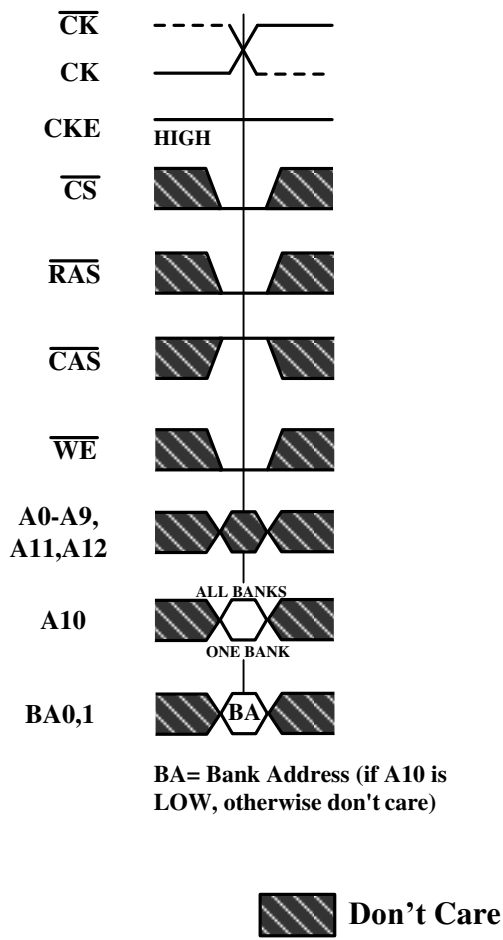 CK
CK
CKE
HIGH
CS
RAS
CAS
WE
A0-A9,
A11,A12
ALL BANKS
A10
ONE BANK
BA0,1
BA
BA= Bank Address (if A10 is
LOW, otherwise don't care)
Don't Care